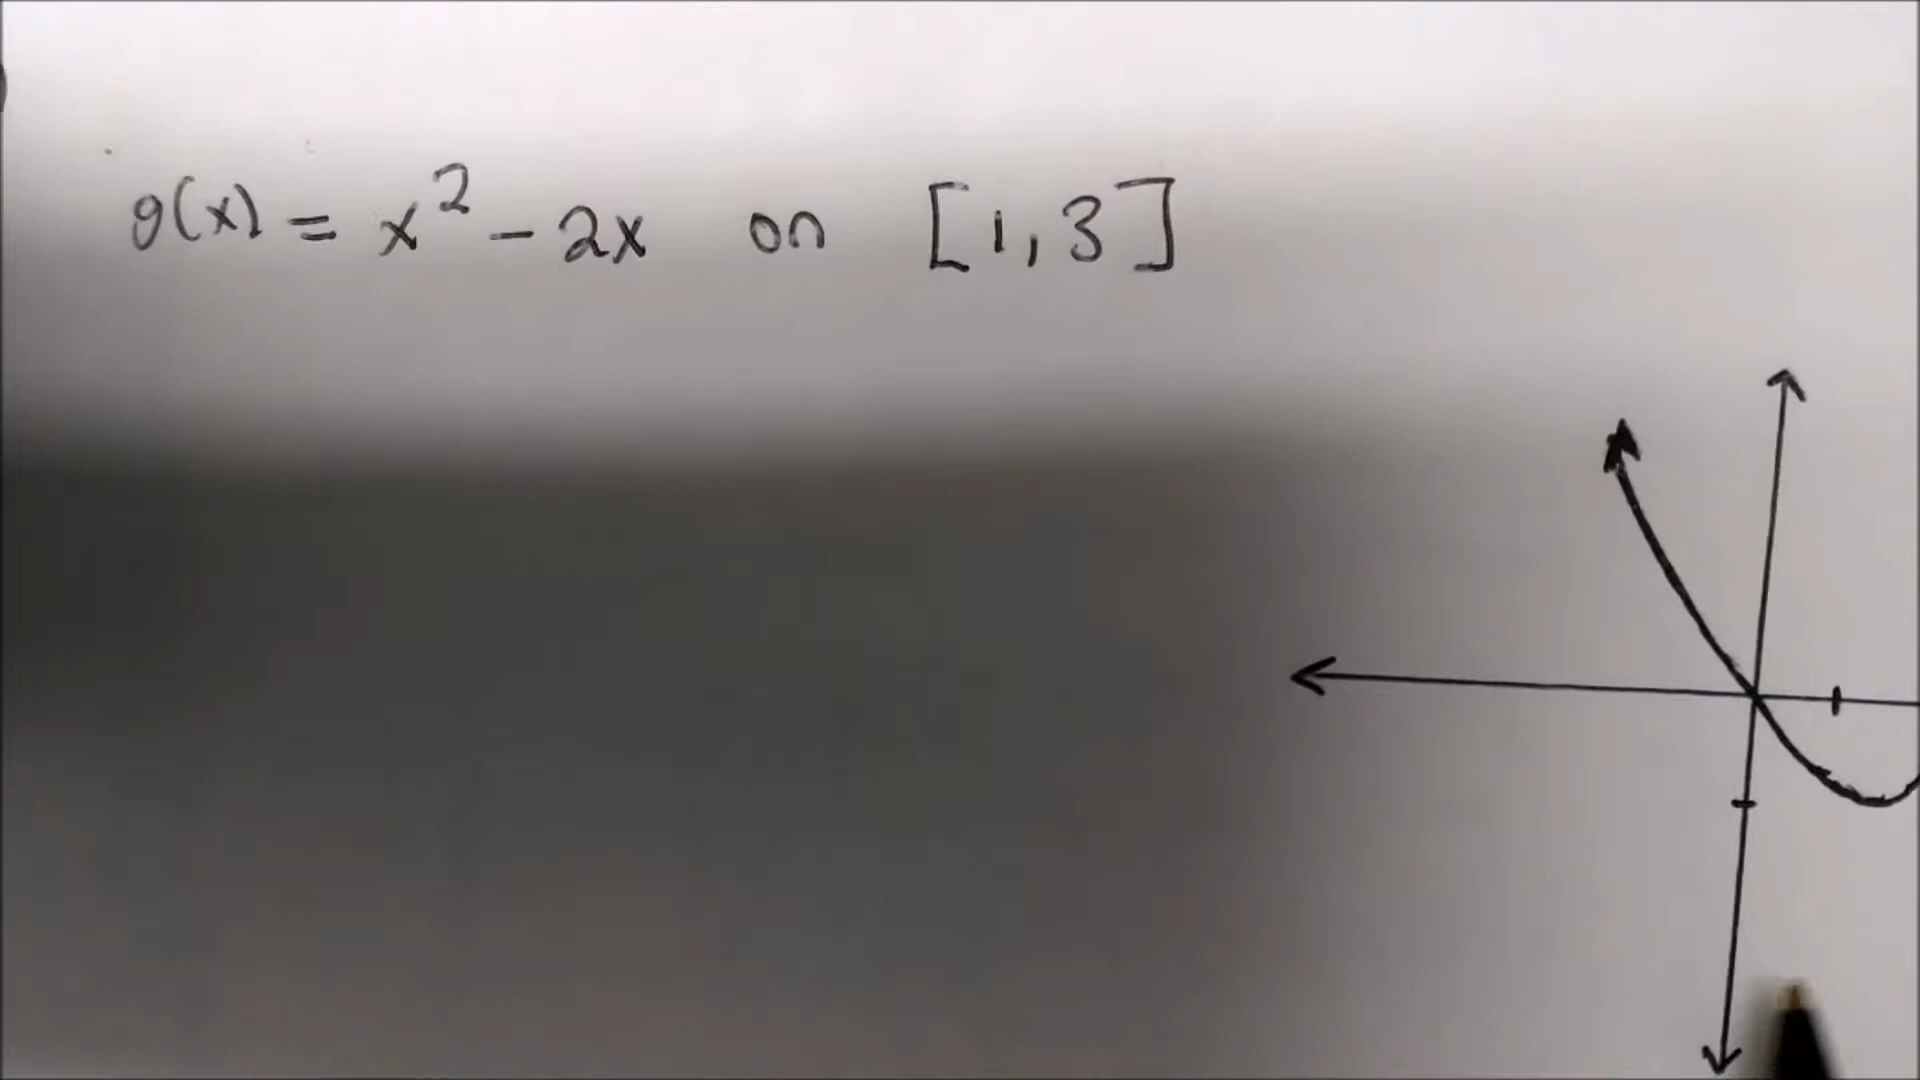 g(x) = x² - 2x on [1, 3]